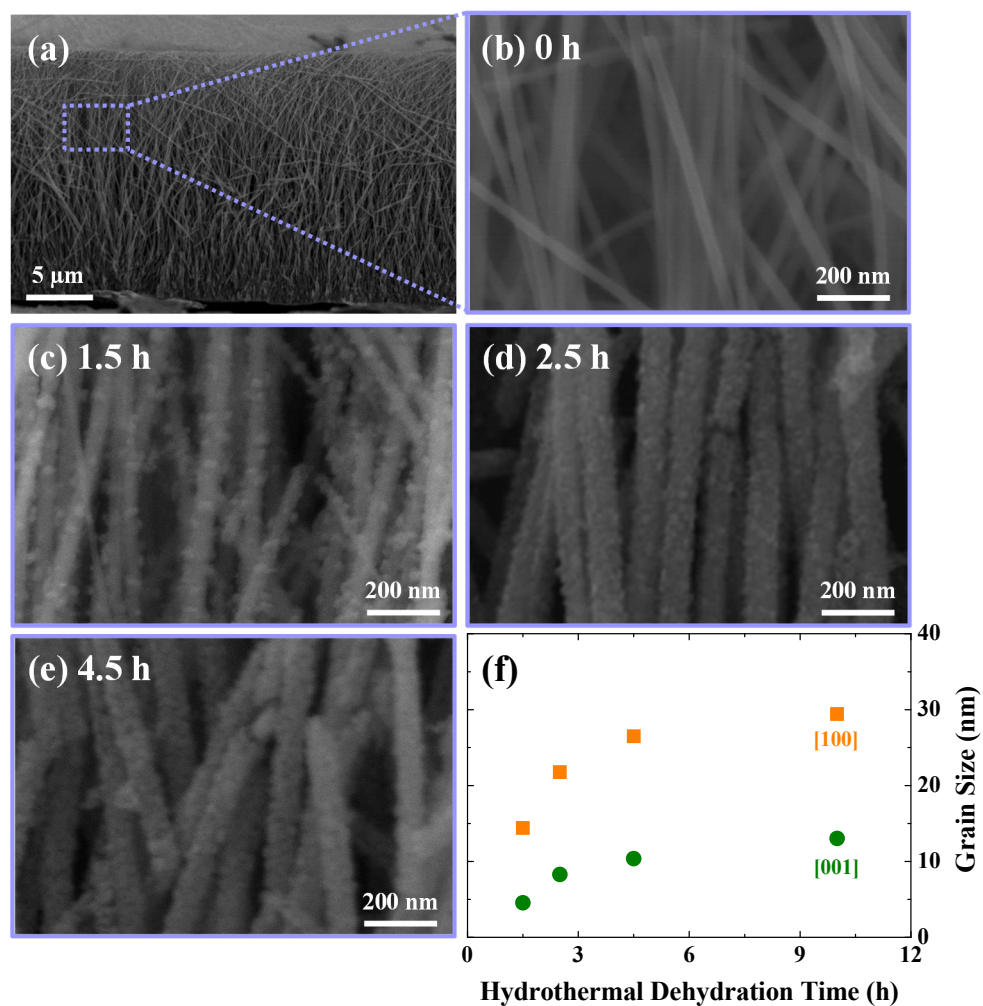 (a)
5 μm
(b) 0 h
200 nm
(c) 1.5 h
200 nm
(d) 2.5 h
200 nm
(e) 4.5 h
200 nm
(f)
[100]
[001]
40
30
20
10
0
Grain Size (nm)
0 3 6 9 12
Hydrothermal Dehydration Time (h)